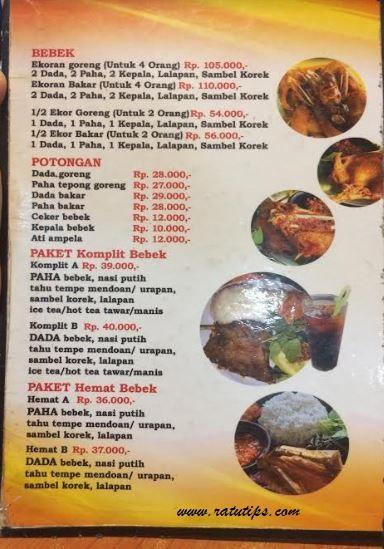 BEBEK
Ekoran goreng (Untuk 4 Orang) Rp. 105.000,-
2 Dada, 2 Paha, 2 Kepala, Lalapan, Sambel Korek
Ekoran Bakar (Untuk 4 Orang) Rp. 110.000,-
2 Dada, 2 Paha, 2 Kepala, Lalapan, Sambel Korek
1/2 Ekor Goreng (Untuk 2 Orang) Rp. 54.000,-
1 Dada, 1 Paha, 1 Kepala, Lalapan, Sambel Korek
1/2 Ekor Bakar (Untuk 2 Orang) Rp. 56.000,-
1 Dada, 1 Paha, 1 Kepala, Lalapan, Sambel Korek
POTONGAN
Dada goreng Rp. 28.000,-
Paha tepong goreng Rp. 27.000,-
Dada bakar Rp. 29.000,-
Paha bakar Rp. 28.000,-
Ceker bebek Rp. 12.000,-
Kepala bebek Rp. 10.000,-
Ati ampela Rp. 12.000,-
PAKET Komplit Bebek
Komplit A Rp. 39.000,-
PAHA bebek, nasi putih
tahu tempe mendoan/ urapan,
sambel korek, lalapan
ice tea/hot tea tawar/manis
Komplit B Rp. 40.000,-
DADA bebek, nasi putih
tahu tempe mendoan/ urapan,
sambel korek, lalapan
ice tea/hot tea tawar/manis
PAKET Hemat Bebek
Hemat A Rp. 36.000,-
PAHA bebek, nasi putih
tahu tempe mendoan/ urapan,
sambel korek, lalapan
Hemat B Rp. 37.000,-
DADA bebek, nasi putih
tahu tempe mendoan/ urapan,
sambel korek, lalapan
www.ratutips.com